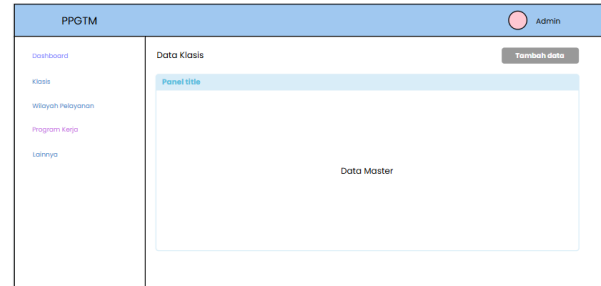 PPGTM
Admin
Dashboard
Klasis
Wilayah Pelayanan
Program Kerja
Lainnya
Data Klasis
Tambah data
Panel title
Data Master